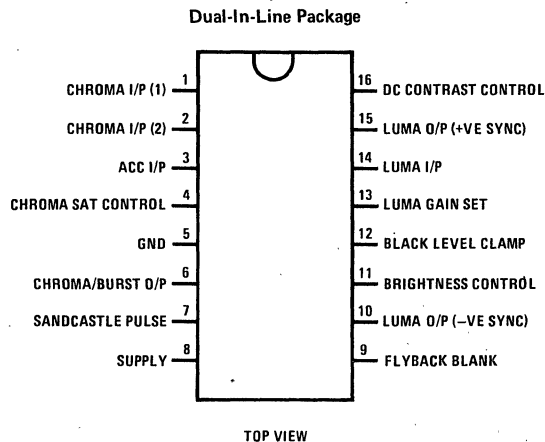 Dual-In-Line Package
CHROMA I/P (1) 1
CHROMA I/P (2) 2
ACC I/P 3
CHROMA SAT CONTROL 4
GND 5
CHROMA/BURST O/P 6
SANDCASTLE PULSE 7
SUPPLY 8
16 DC CONTRAST CONTROL
15 LUMA O/P (+VE SYNC)
14 LUMA I/P
13 LUMA GAIN SET
12 BLACK LEVEL CLAMP
11 BRIGHTNESS CONTROL
10 LUMA O/P (−VE SYNC)
9 FLYBACK BLANK
TOP VIEW